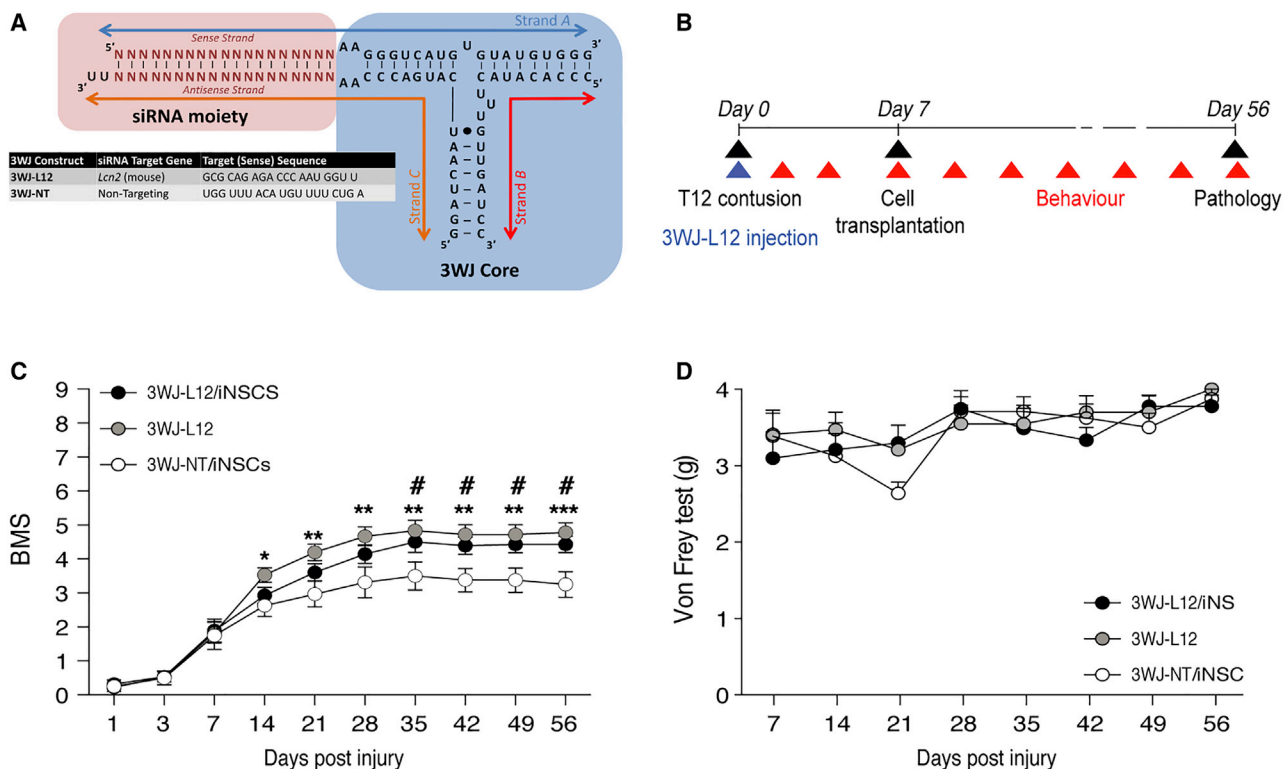 A
Strand A
5' Sense Strand AA U 3'
NNNNNNNNNNNNNNNNNNN GGGUCAUG GUAUGUGGG
UUNNNNNNNNNNNNNNNNNNN CCCAGUAC CAUACACCC
3' Antisense Strand AA U 5'
siRNA moiety
3WJ Construct siRNA Target Gene Target (Sense) Sequence
3WJ-L12 Lcn2 (mouse) GCG CAG AGA CCC AAU GGU U
3WJ-NT Non-Targeting UGG UUU ACA UGU UUU CUG A
Strand C
Strand B
5' 3'
3WJ Core
B
Day 0 Day 7 Day 56
T12 contusion Cell transplantation Behaviour Pathology
3WJ-L12 injection
C
BMS
9
8
7
6
5
4
3
2
1
0
3WJ-L12/iNSCS
3WJ-L12
3WJ-NT/iNSCs
# # # #
* ** ** ** ** ** ***
1 3 7 14 21 28 35 42 49 56
Days post injury
D
Von Frey test (g)
4
3
2
1
0
3WJ-L12/iNS
3WJ-L12
3WJ-NT/iNSC
7 14 21 28 35 42 49 56
Days post injury